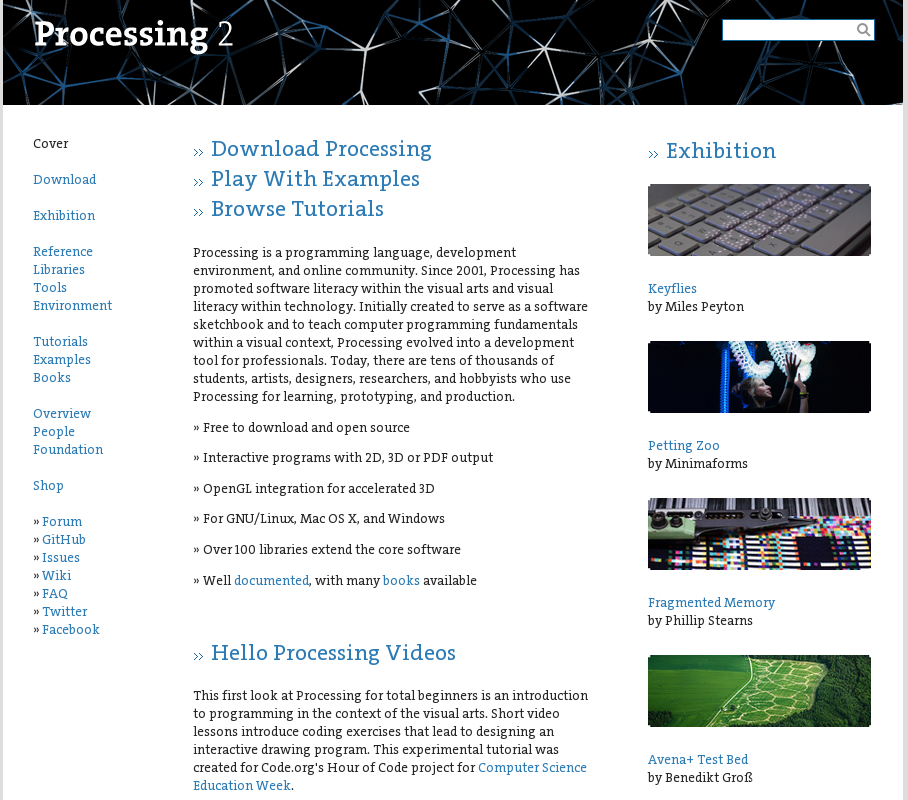 Processing 2
Cover
Download
Exhibition
Reference
Libraries
Tools
Environment
Tutorials
Examples
Books
Overview
People
Foundation
Shop
» Forum
» GitHub
» Issues
» Wiki
» FAQ
» Twitter
» Facebook
» Download Processing
» Play With Examples
» Browse Tutorials
Processing is a programming language, development
environment, and online community. Since 2001, Processing has
promoted software literacy within the visual arts and visual
literacy within technology. Initially created to serve as a software
sketchbook and to teach computer programming fundamentals
within a visual context, Processing evolved into a development
tool for professionals. Today, there are tens of thousands of
students, artists, designers, researchers, and hobbyists who use
Processing for learning, prototyping, and production.
» Free to download and open source
» Interactive programs with 2D, 3D or PDF output
» OpenGL integration for accelerated 3D
» For GNU/Linux, Mac OS X, and Windows
» Over 100 libraries extend the core software
» Well documented, with many books available
» Hello Processing Videos
This first look at Processing for total beginners is an introduction
to programming in the context of the visual arts. Short video
lessons introduce coding exercises that lead to designing an
interactive drawing program. This experimental tutorial was
created for Code.org's Hour of Code project for Computer Science
Education Week.
» Exhibition
Keyflies
by Miles Peyton
Petting Zoo
by Minimaforms
Fragmented Memory
by Phillip Stearns
Avena+ Test Bed
by Benedikt Groß